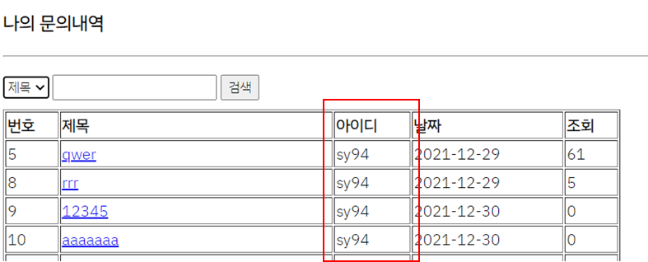 나의 문의내역
제목 검색
번호 제목 아이디 날짜 조회
5 qwer sy94 2021-12-29 61
8 rrr sy94 2021-12-29 5
9 12345 sy94 2021-12-30 0
10 aaaaaaa sy94 2021-12-30 0